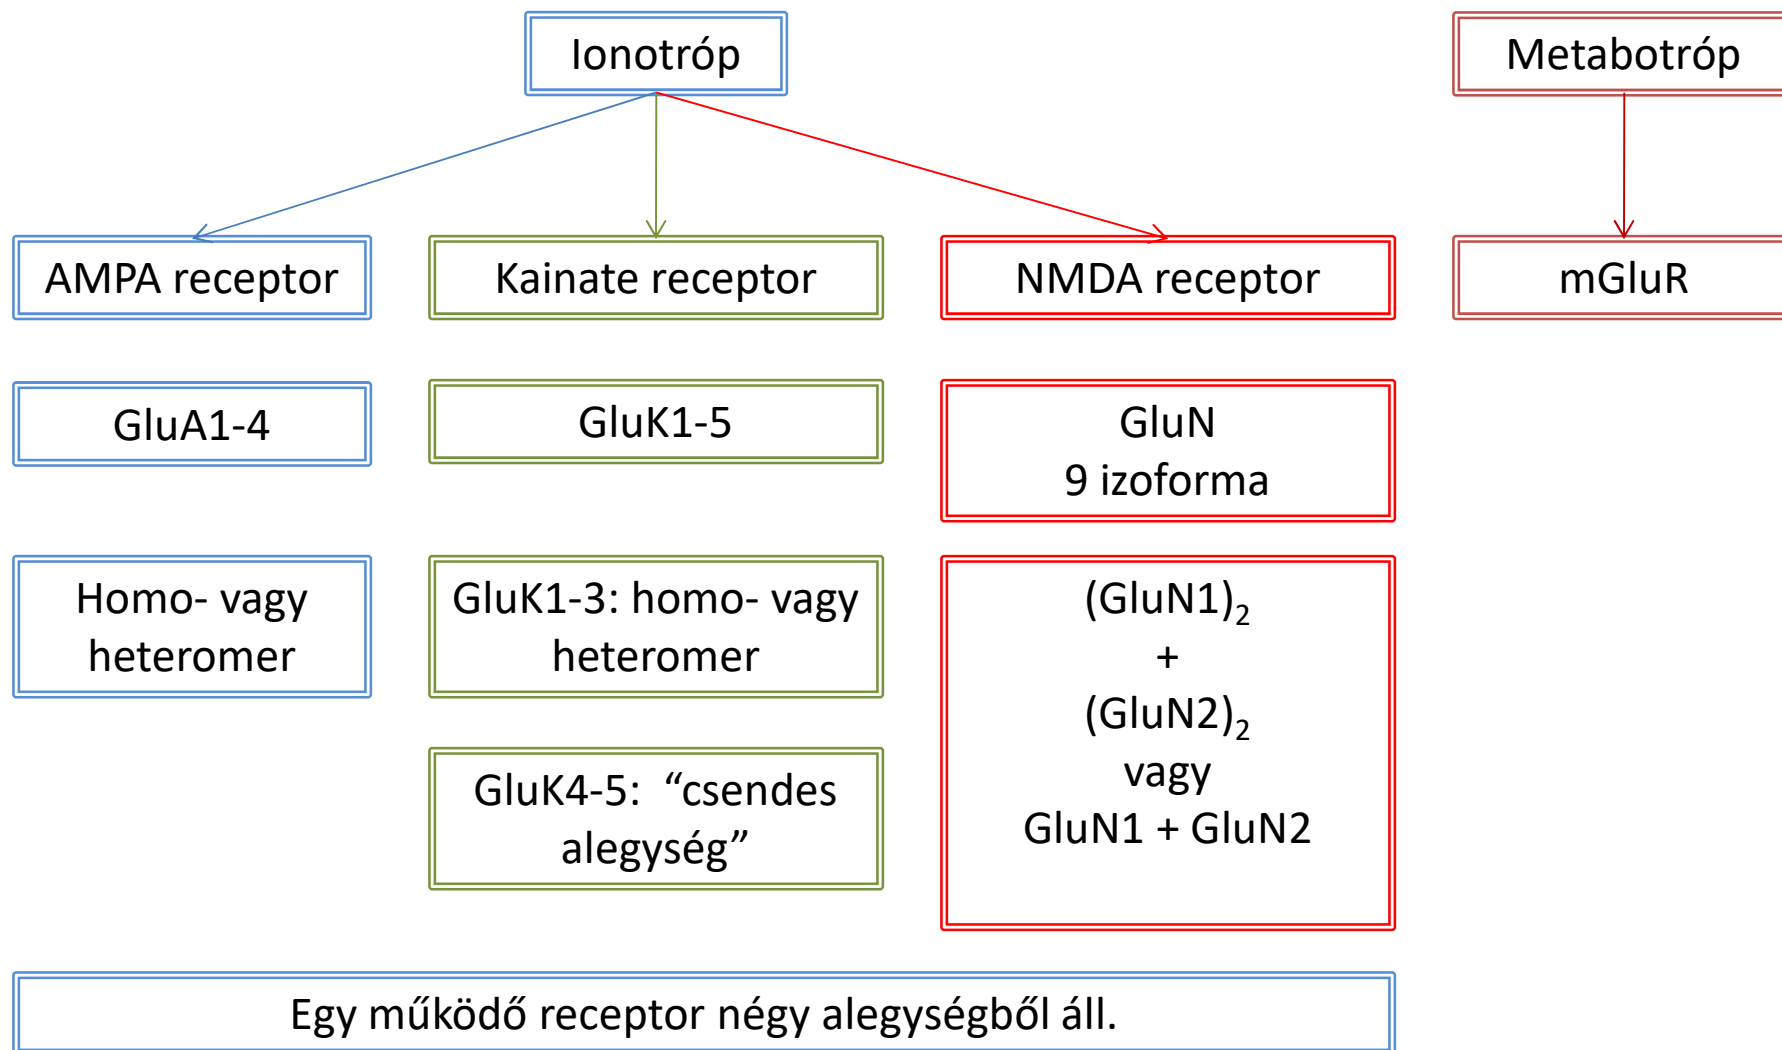 Ionotróp
Metabotróp
AMPA receptor
Kainate receptor
NMDA receptor
mGluR
GluA1-4
GluK1-5
GluN
9 izoforma
Homo- vagy
heteromer
GluK1-3: homo- vagy
heteromer
GluK4-5: “csendes
alegység”
(GluN1)₂
+
(GluN2)₂
vagy
GluN1 + GluN2
Egy működő receptor négy alegységből áll.